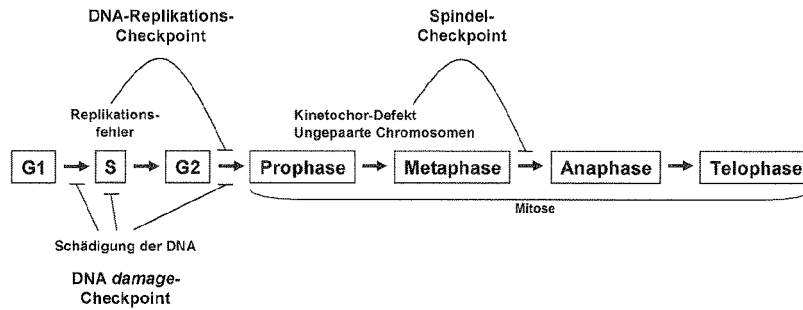 DNA-Replikations-
Checkpoint
Spindel-
Checkpoint
Replikations-
fehler
Kinetochor-Defekt
Ungepaarte Chromosomen
G1
S
G2
Prophase
Metaphase
Anaphase
Telophase
Mitose
Schädigung der DNA
DNA damage-
Checkpoint